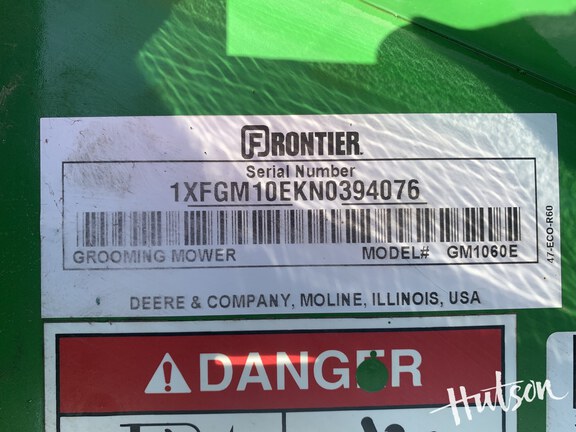 FRONTIER
Serial Number
1XFGM10EKN0394076
GROOMING MOWER MODEL# GM1060E
47-ECO-R60
DEERE & COMPANY, MOLINE, ILLINOIS, USA
DANGER
Hutson